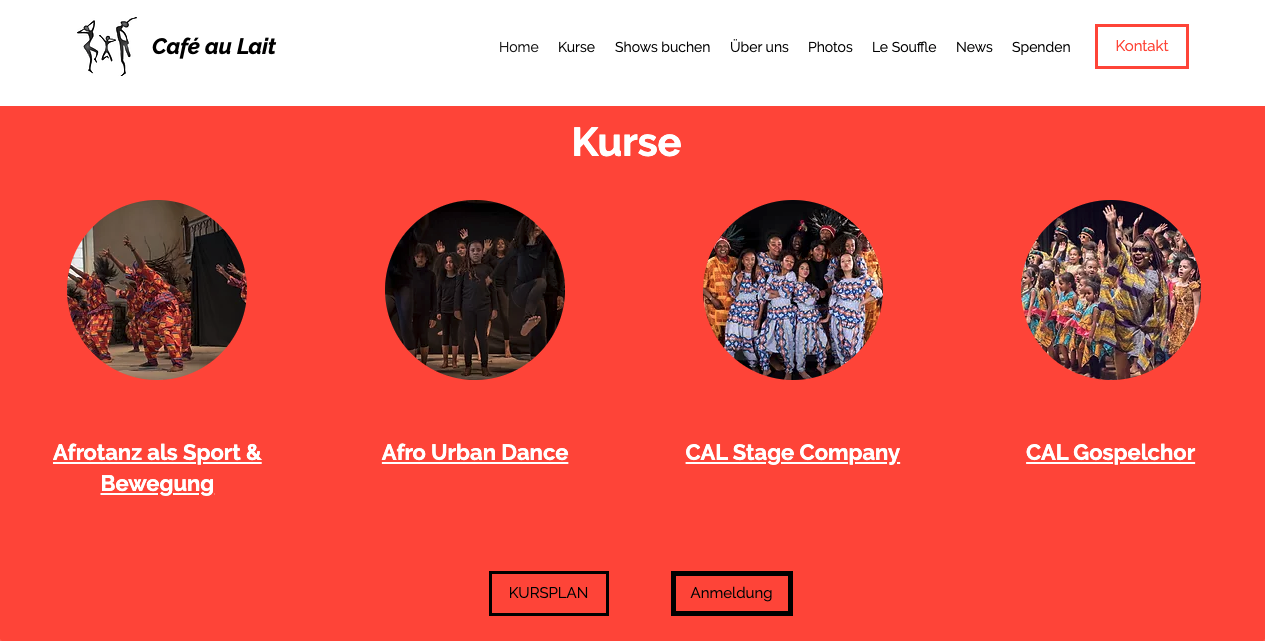 Café au Lait
Home Kurse Shows buchen Über uns Photos Le Souffle News Spenden Kontakt
Kurse
Afrotanz als Sport &
Bewegung
Afro Urban Dance
CAL Stage Company
CAL Gospelchor
KURSPLAN
Anmeldung